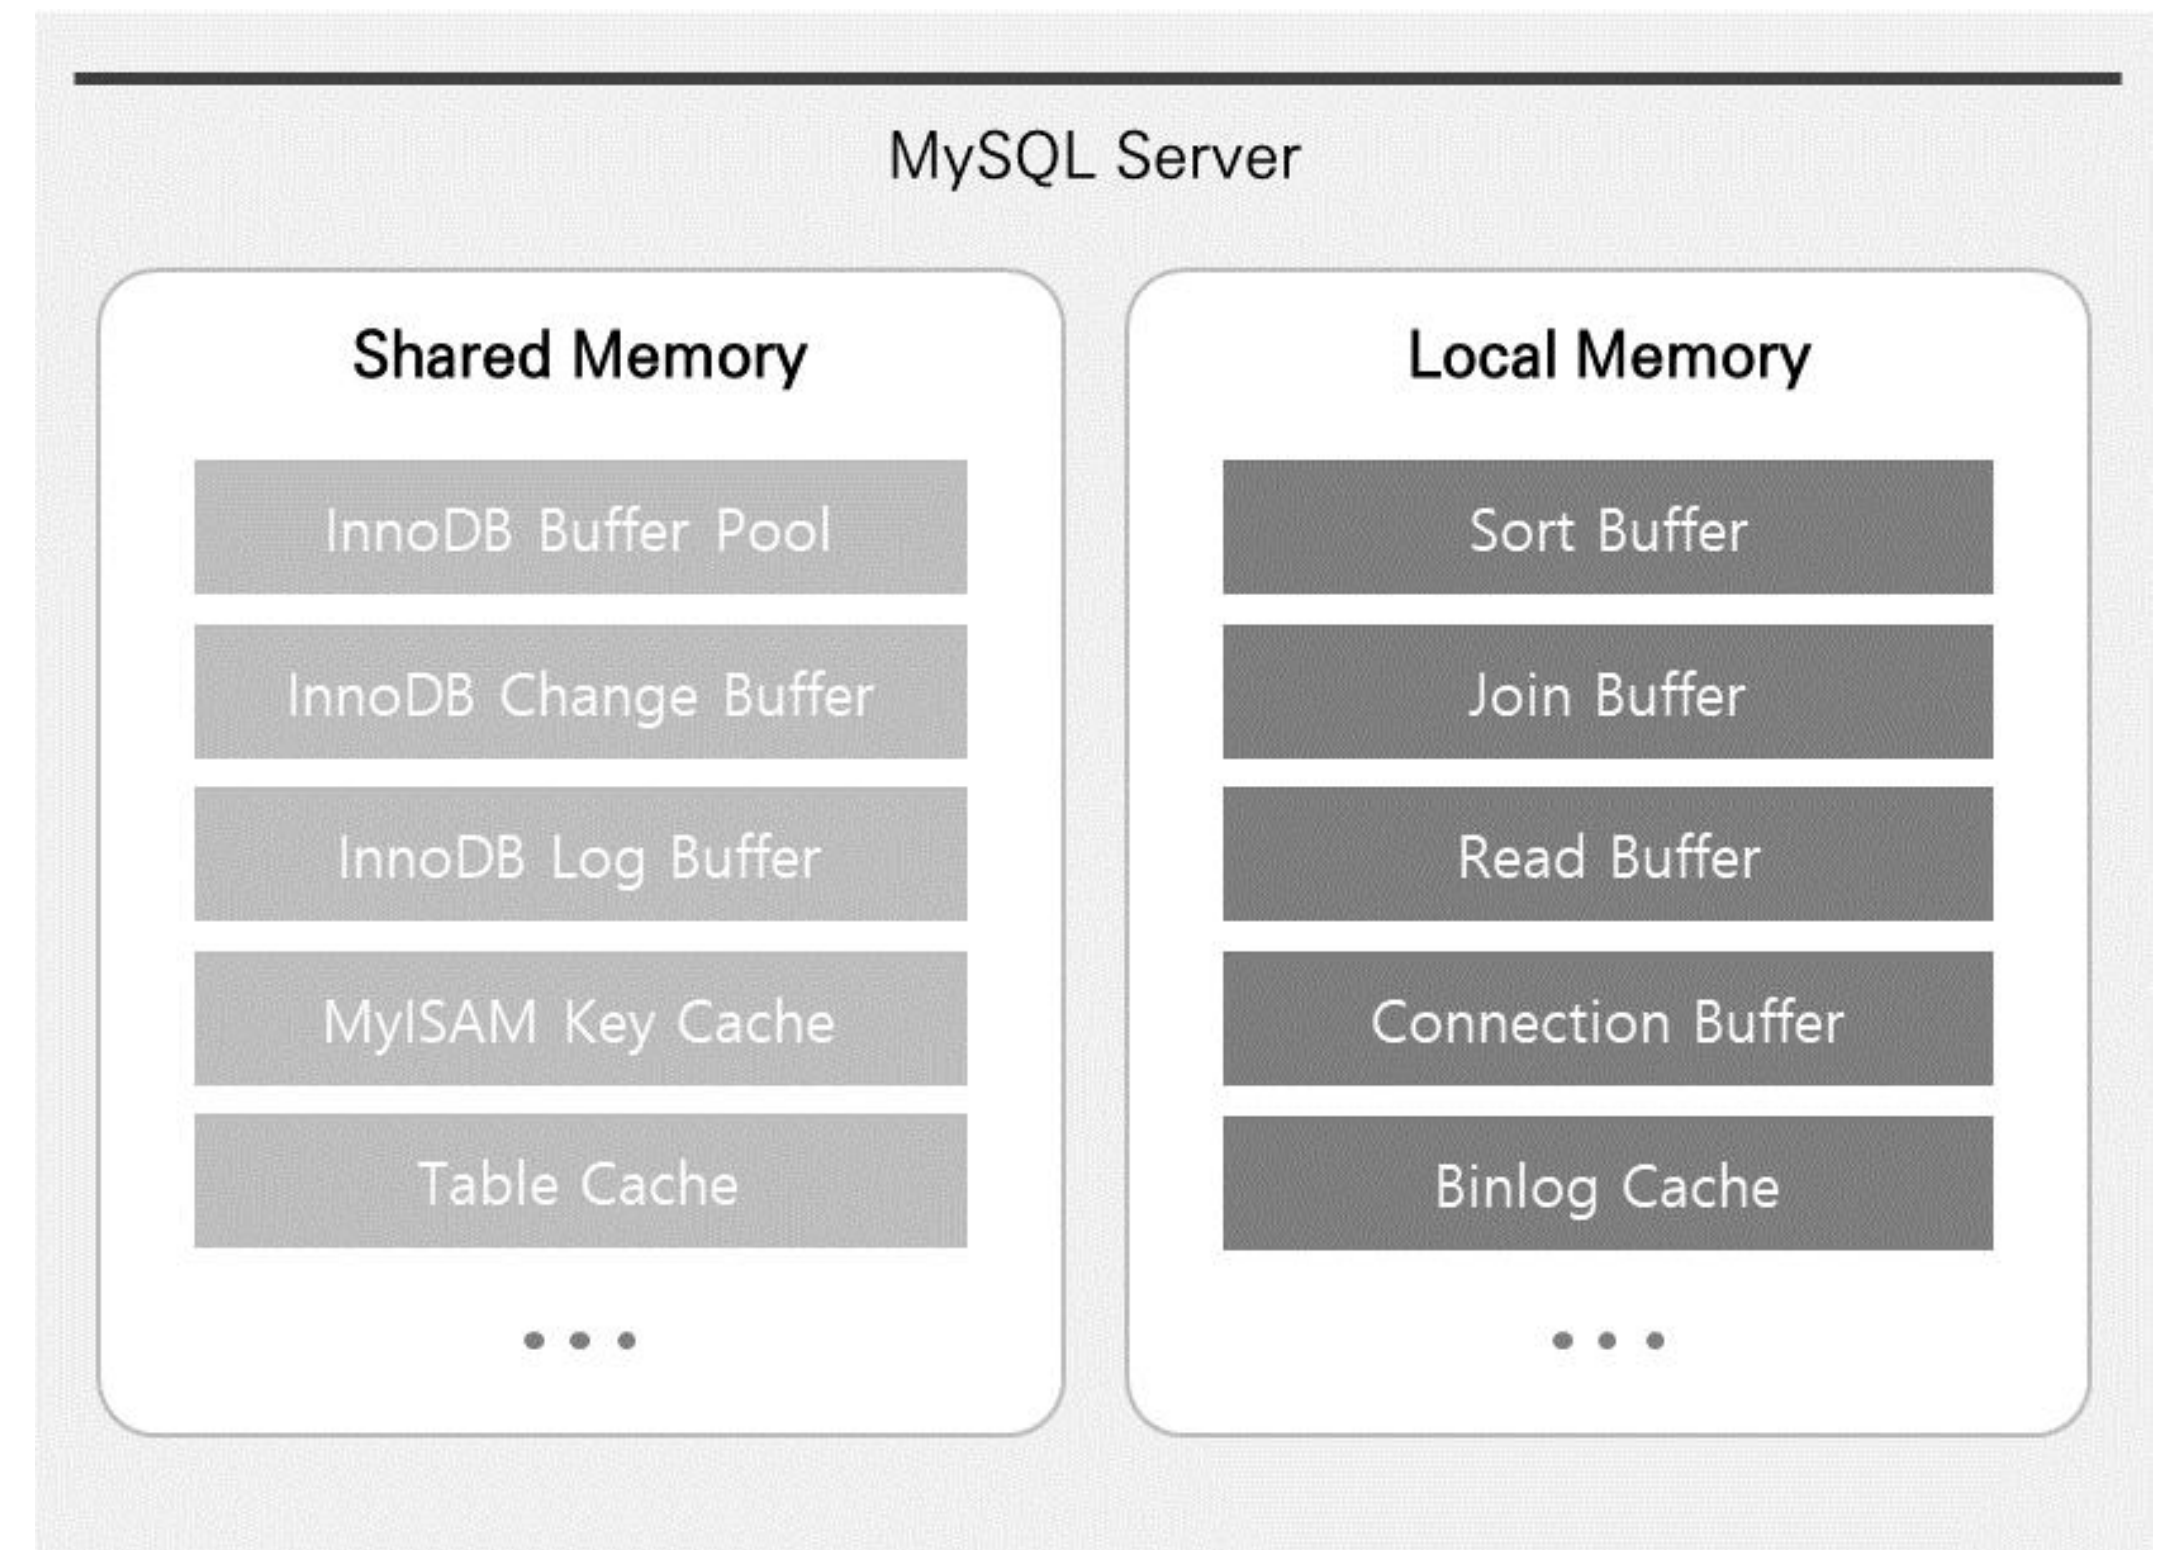 MySQL Server
Shared Memory
InnoDB Buffer Pool
InnoDB Change Buffer
InnoDB Log Buffer
MyISAM Key Cache
Table Cache
Local Memory
Sort Buffer
Join Buffer
Read Buffer
Connection Buffer
Binlog Cache